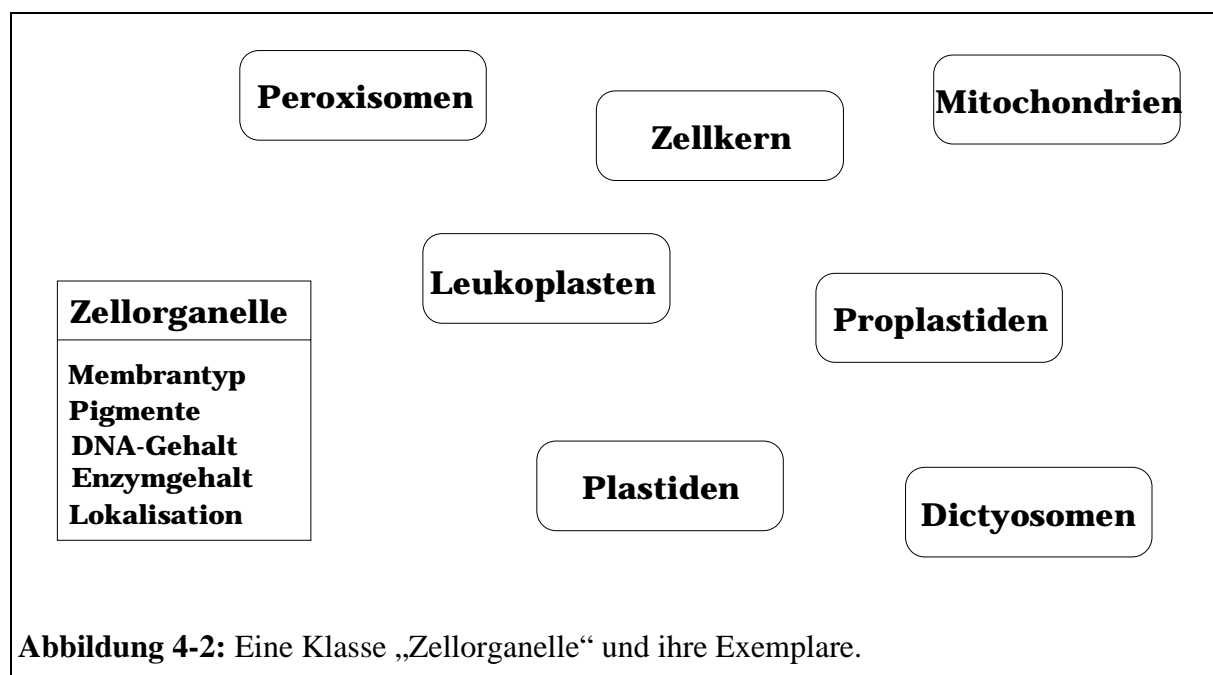 Peroxisomen
Zellkern
Mitochondrien
Leukoplasten
Proplastiden
Zellorganelle
Membrantyp
Pigmente
DNA-Gehalt
Enzymgehalt
Lokalisation
Plastiden
Dictyosomen
Abbildung 4-2: Eine Klasse „Zellorganelle“ und ihre Exemplare.